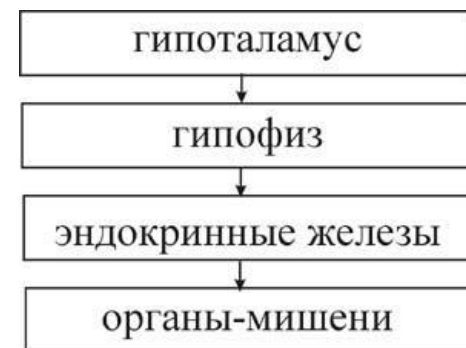 гипоталамус
гипофиз
эндокринные железы
органы-мишени